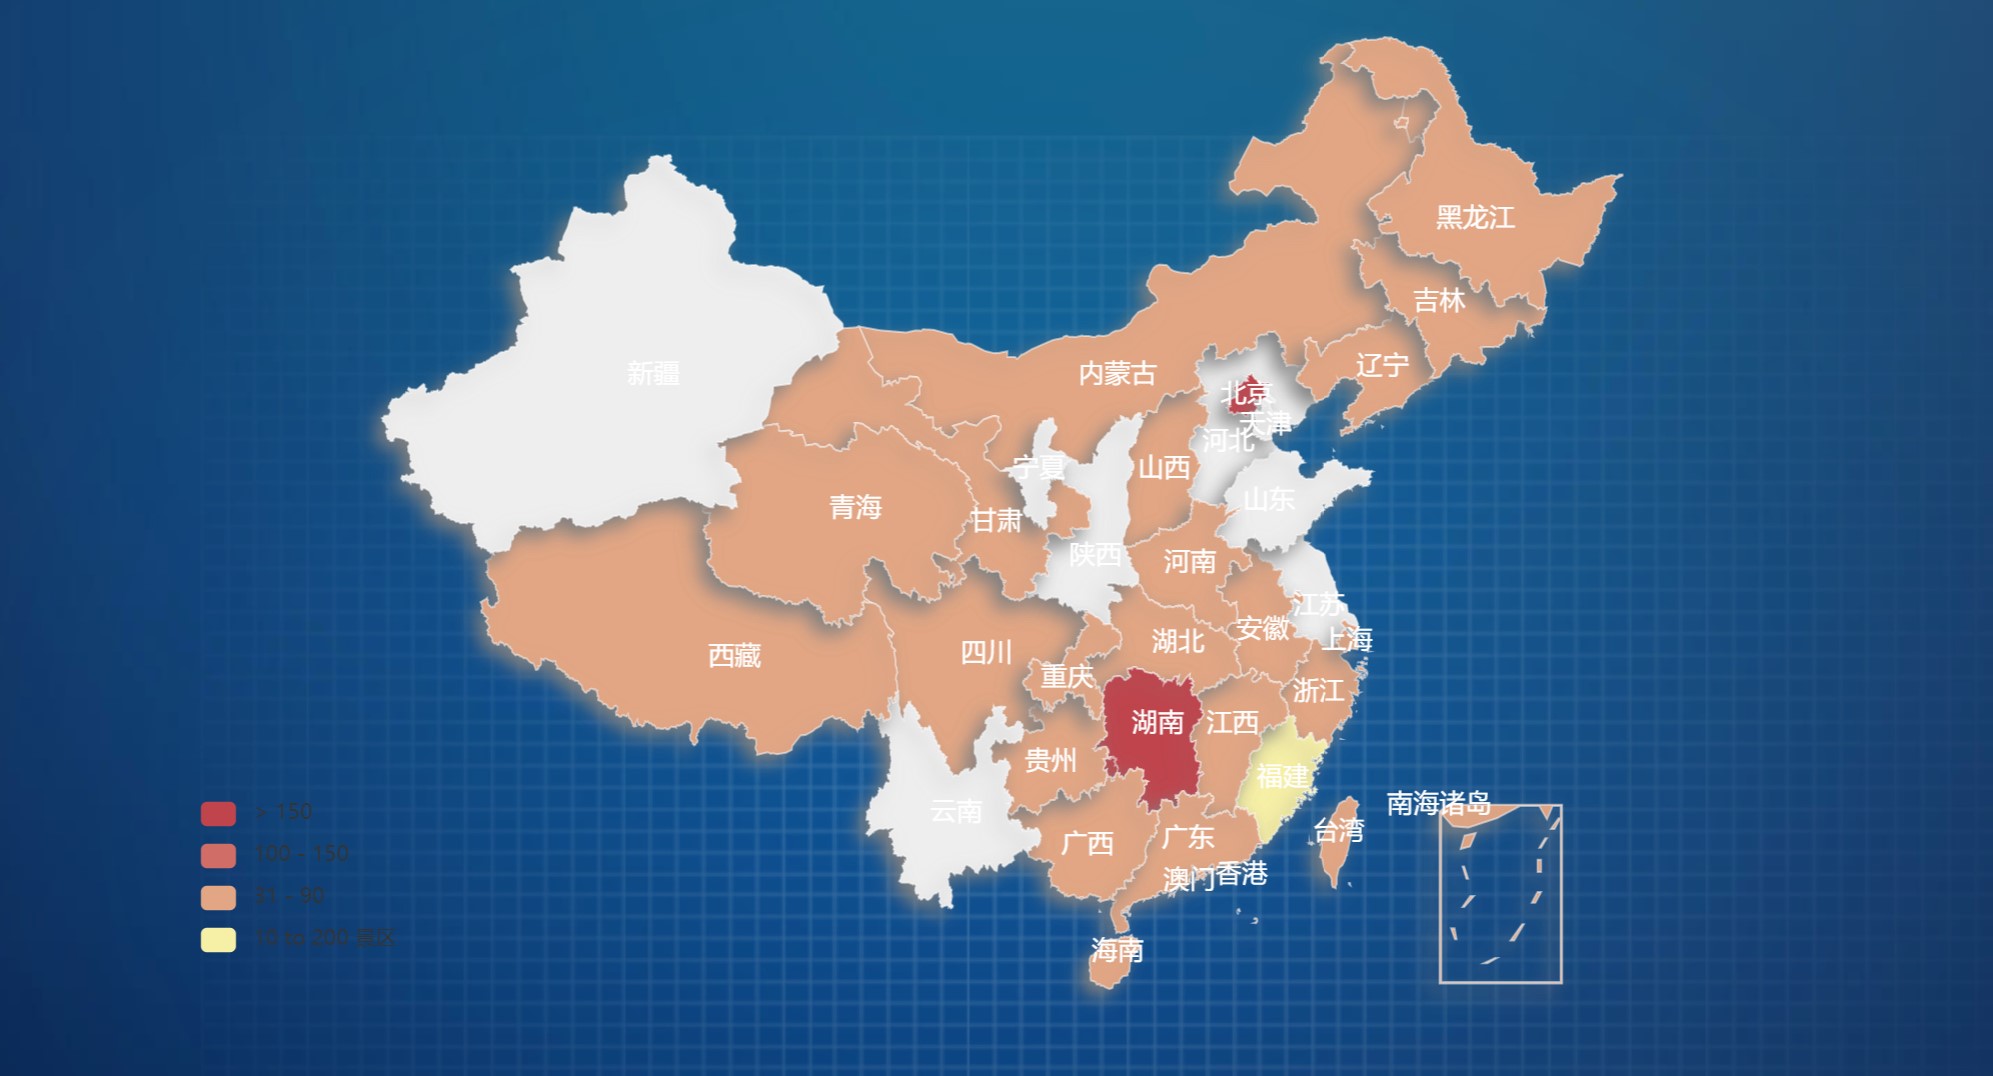 黑龙江
吉林
辽宁
新疆
内蒙古
北京
天津
河北
宁夏
山西
山东
青海
甘肃
陕西
河南
江苏
安徽
上海
湖北
四川
西藏
重庆
浙江
湖南
江西
贵州
福建
云南
南海诸岛
台湾
广西
广东
澳门
香港
海南
> 150
100 - 150
31 - 90
10 to 200 景区